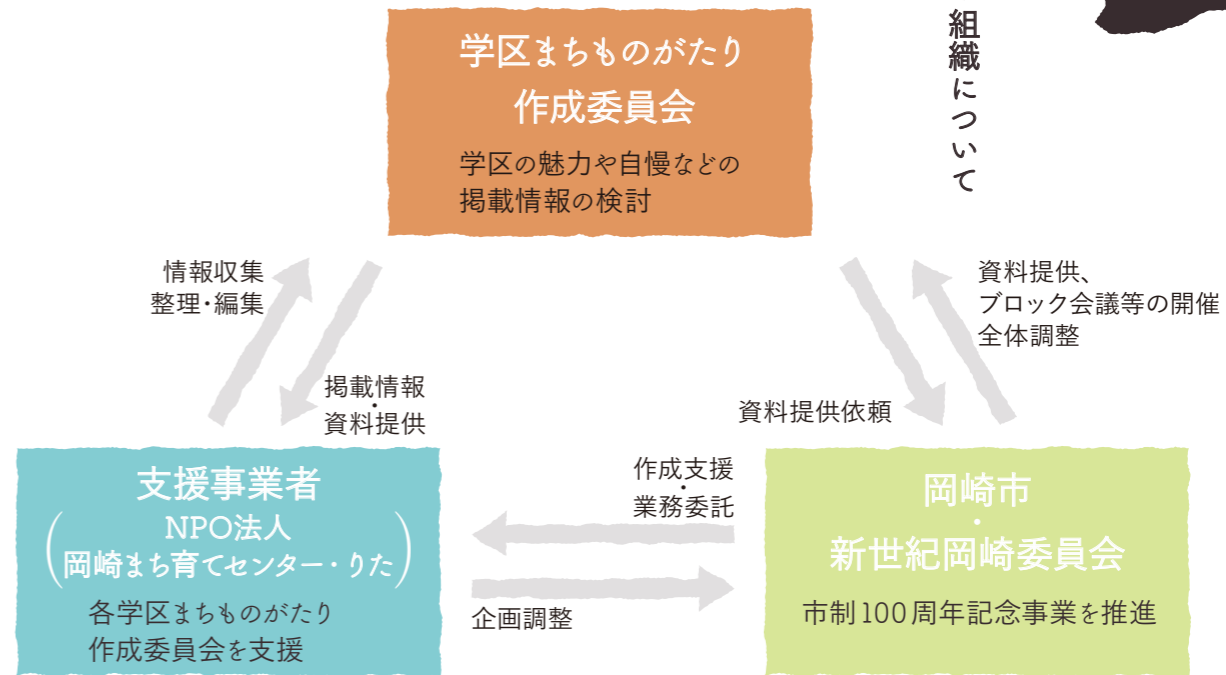 組織について
学区まちものがたり
作成委員会
学区の魅力や自慢などの
掲載情報の検討
情報収集
整理・編集
掲載情報
・
資料提供
資料提供、
ブロック会議等の開催
全体調整
資料提供依頼
支援事業者
(NPO法人
岡崎まち育てセンター・りた)
各学区まちものがたり
作成委員会を支援
作成支援
・
業務委託
企画調整
岡崎市
・
新世紀岡崎委員会
市制100周年記念事業を推進